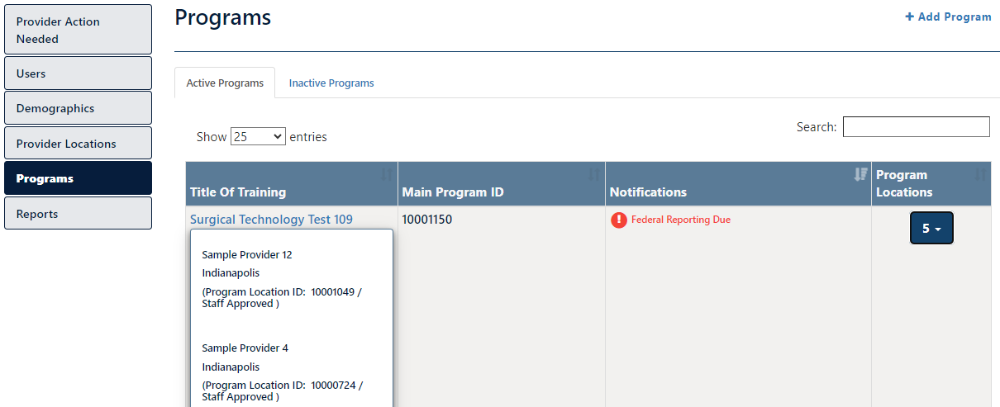 Provider Action
Needed
Users
Demographics
Provider Locations
Programs
Reports
Programs
+ Add Program
Active Programs
Inactive Programs
Show 25 entries
Search:
Title Of Training
Main Program ID
Notifications
Program
Locations
Surgical Technology Test 109
10001150
! Federal Reporting Due
5
Sample Provider 12
Indianapolis
(Program Location ID: 10001049 /
Staff Approved )
Sample Provider 4
Indianapolis
(Program Location ID: 10000724 /
Staff Approved )